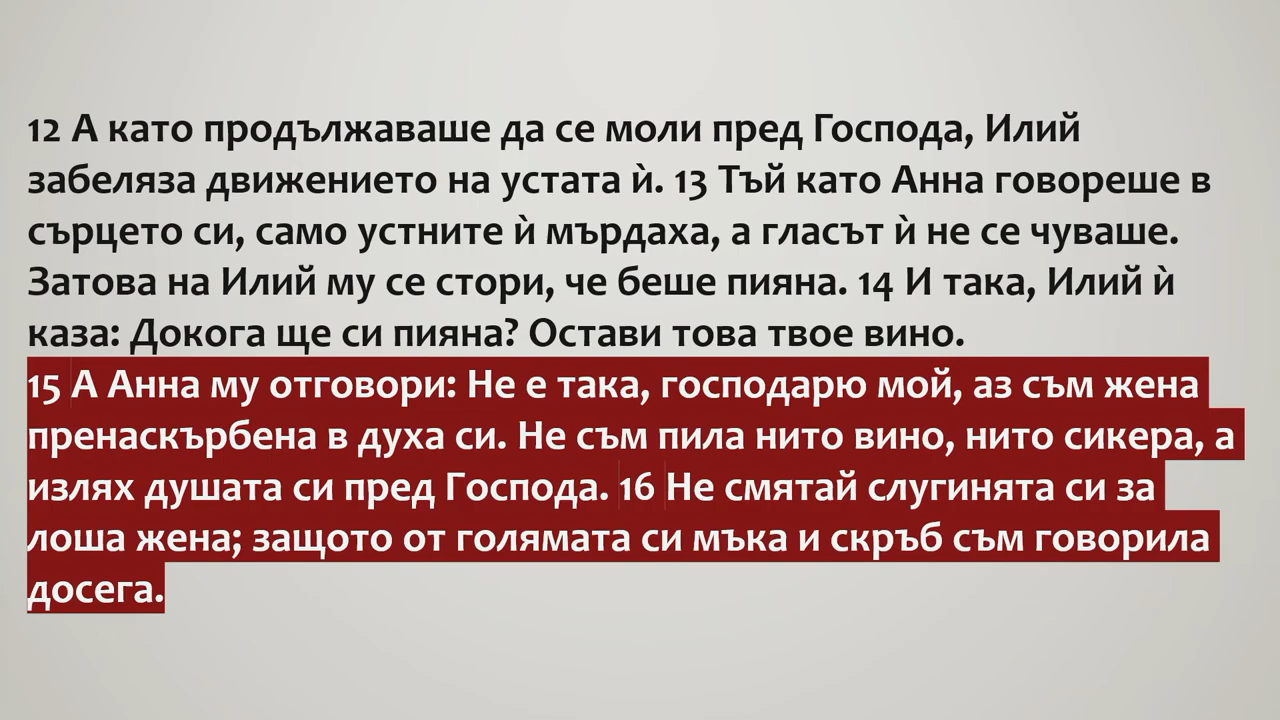 12 А като продължаваше да се моли пред Господа, Илий
забеляза движението на устата ѝ. 13 Тъй като Анна говореше в
сърцето си, само устните ѝ мърдаха, а гласът ѝ не се чуваше.
Затова на Илий му се стори, че беше пияна. 14 И така, Илий ѝ
каза: Докога ще си пияна? Остави това твое вино.
15 А Анна му отговори: Не е така, господарю мой, аз съм жена
пренаскърбена в духа си. Не съм пила нито вино, нито сикера, а
излях душата си пред Господа. 16 Не смятай слугинята си за
лоша жена; защото от голямата си мъка и скръб съм говорила
досега.